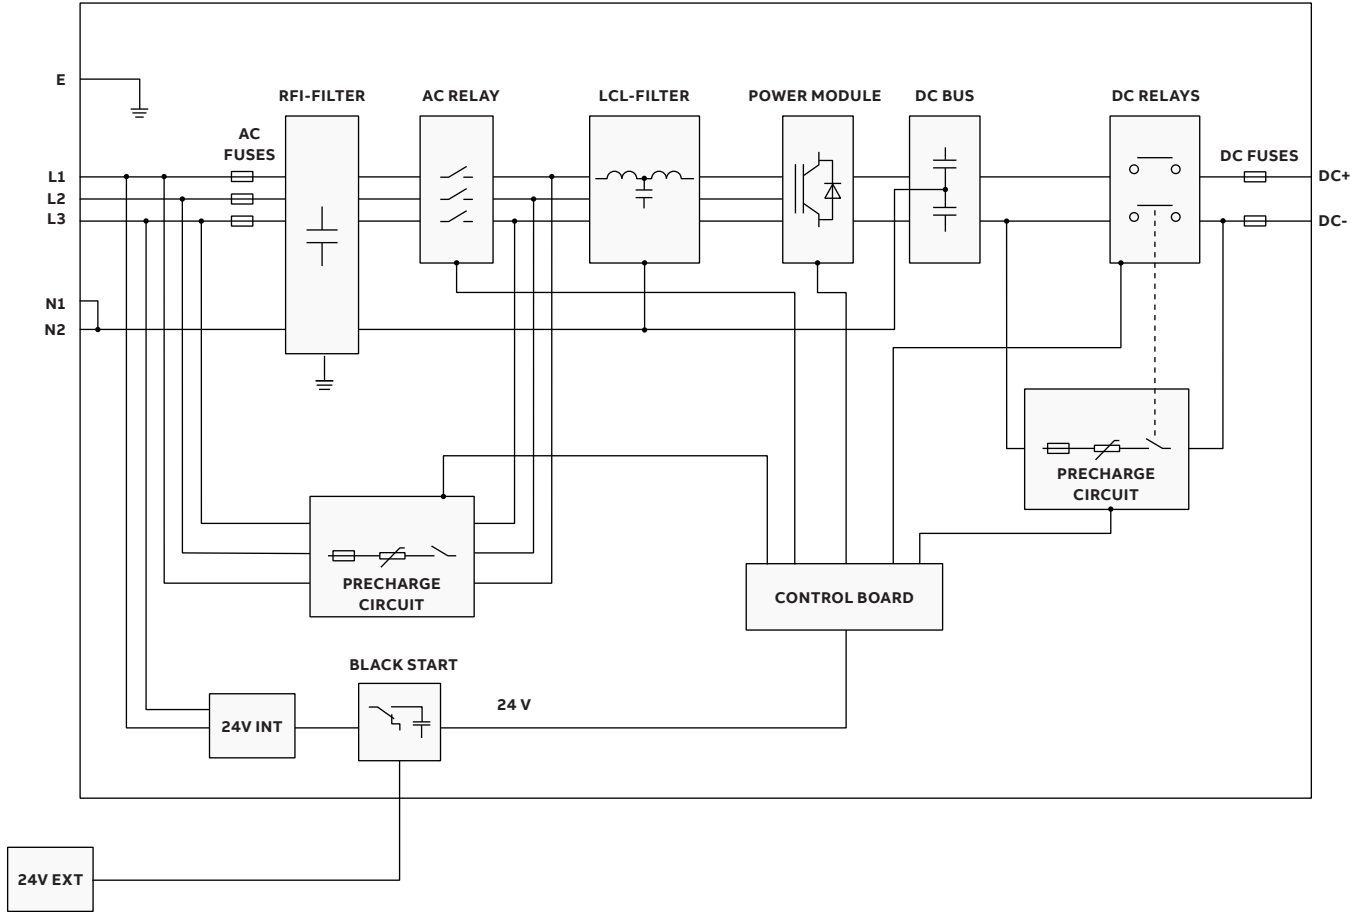 E
RFI-FILTER
AC RELAY
LCL-FILTER
POWER MODULE
DC BUS
DC RELAYS
AC
FUSES
DC FUSES
L1
L2
L3
DC+
DC-
N1
N2
PRECHARGE
CIRCUIT
PRECHARGE
CIRCUIT
CONTROL BOARD
BLACK START
24 V
24V INT
24V EXT